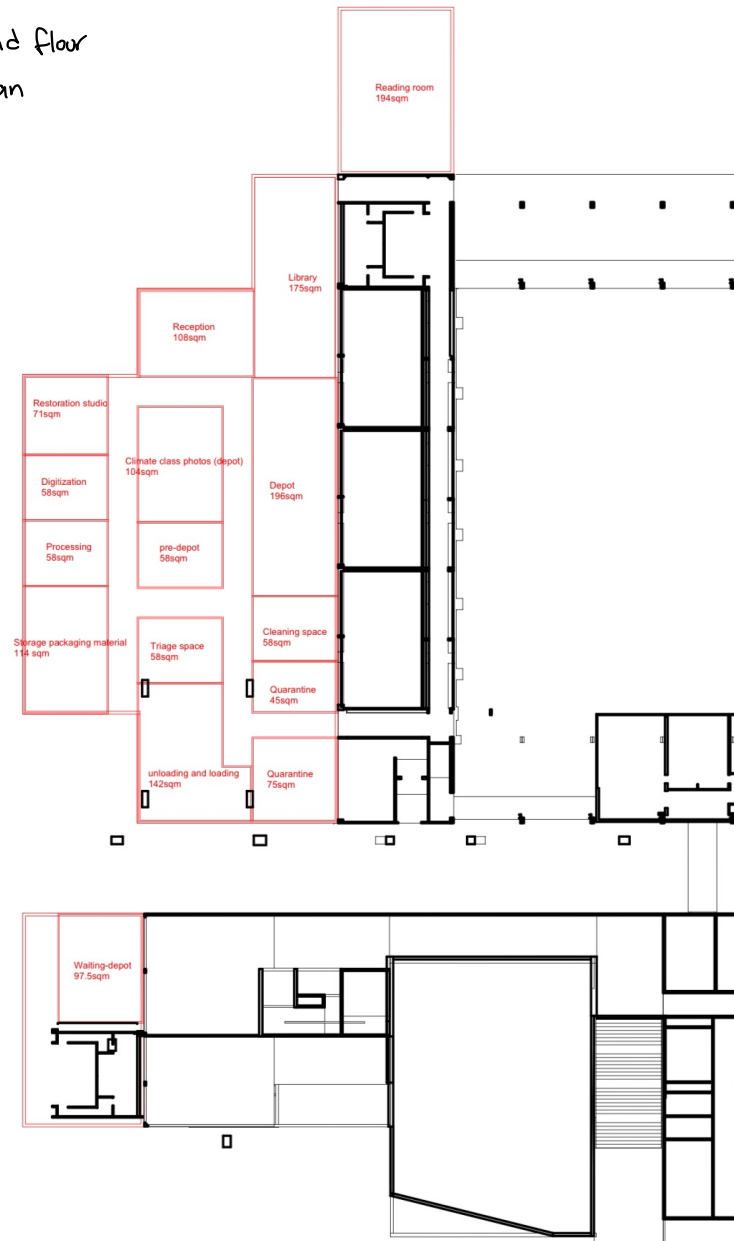 flour
Reading room
194sqm
Library
175sqm
Reception
108sqm
Restoration studio
71sqm
Climate class photos (depot)
104sqm
Digitization
58sqm
Depot
196sqm
Processing
58sqm
pre-depot
58sqm
Storage packaging material
114 sqm
Triage space
58sqm
Cleaning space
58sqm
Quarantine
45sqm
unloading and loading
142sqm
Quarantine
75sqm
Waiting-depot
97.5sqm